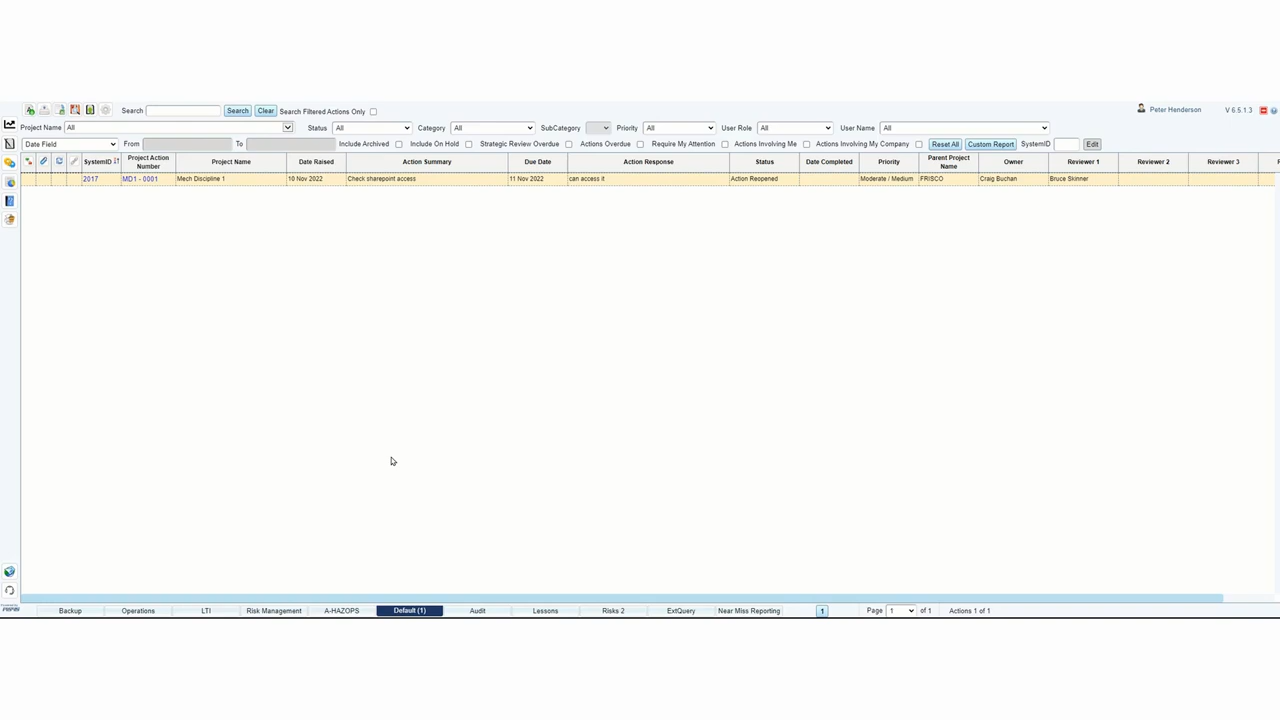 Search Search Clear Search Filtered Actions Only Peter Henderson V 6.5.1.3
Project Name All Status All Category All SubCategory Priority All User Role All User Name All
Date Field From To Include Archived Include On Hold Strategic Review Overdue Actions Overdue Require My Attention Actions Involving Me Actions Involving My Company Reset All Custom Report SystemID Edit
SystemID Project Action Number Project Name Date Raised Action Summary Due Date Action Response Status Date Completed Priority Parent Project Name Owner Reviewer 1 Reviewer 2 Reviewer 3
2017 MD1 - 0001 Mech Discipline 1 10 Nov 2022 Check sharepoint access 11 Nov 2022 can access it Action Reopened Moderate / Medium FRISCO Craig Buchan Bruce Skinner
Backup Operations LTI Risk Management A-HAZOPS Default (1) Audit Lessons Risks 2 ExtQuery Near Miss Reporting 1 Page 1 of 1 Actions 1 of 1